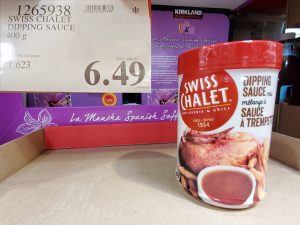 1265938
SWISS CHALET
DIPPING SAUCE
400 g
1.623
6.49
KIRKLAND
La Mancha Spanish Saff
SWISS
CHALET
ROTISSERIE & GRILL
1954
DIPPING
SAUCE mix
mélange à
SAUCE
À TREMPETTE